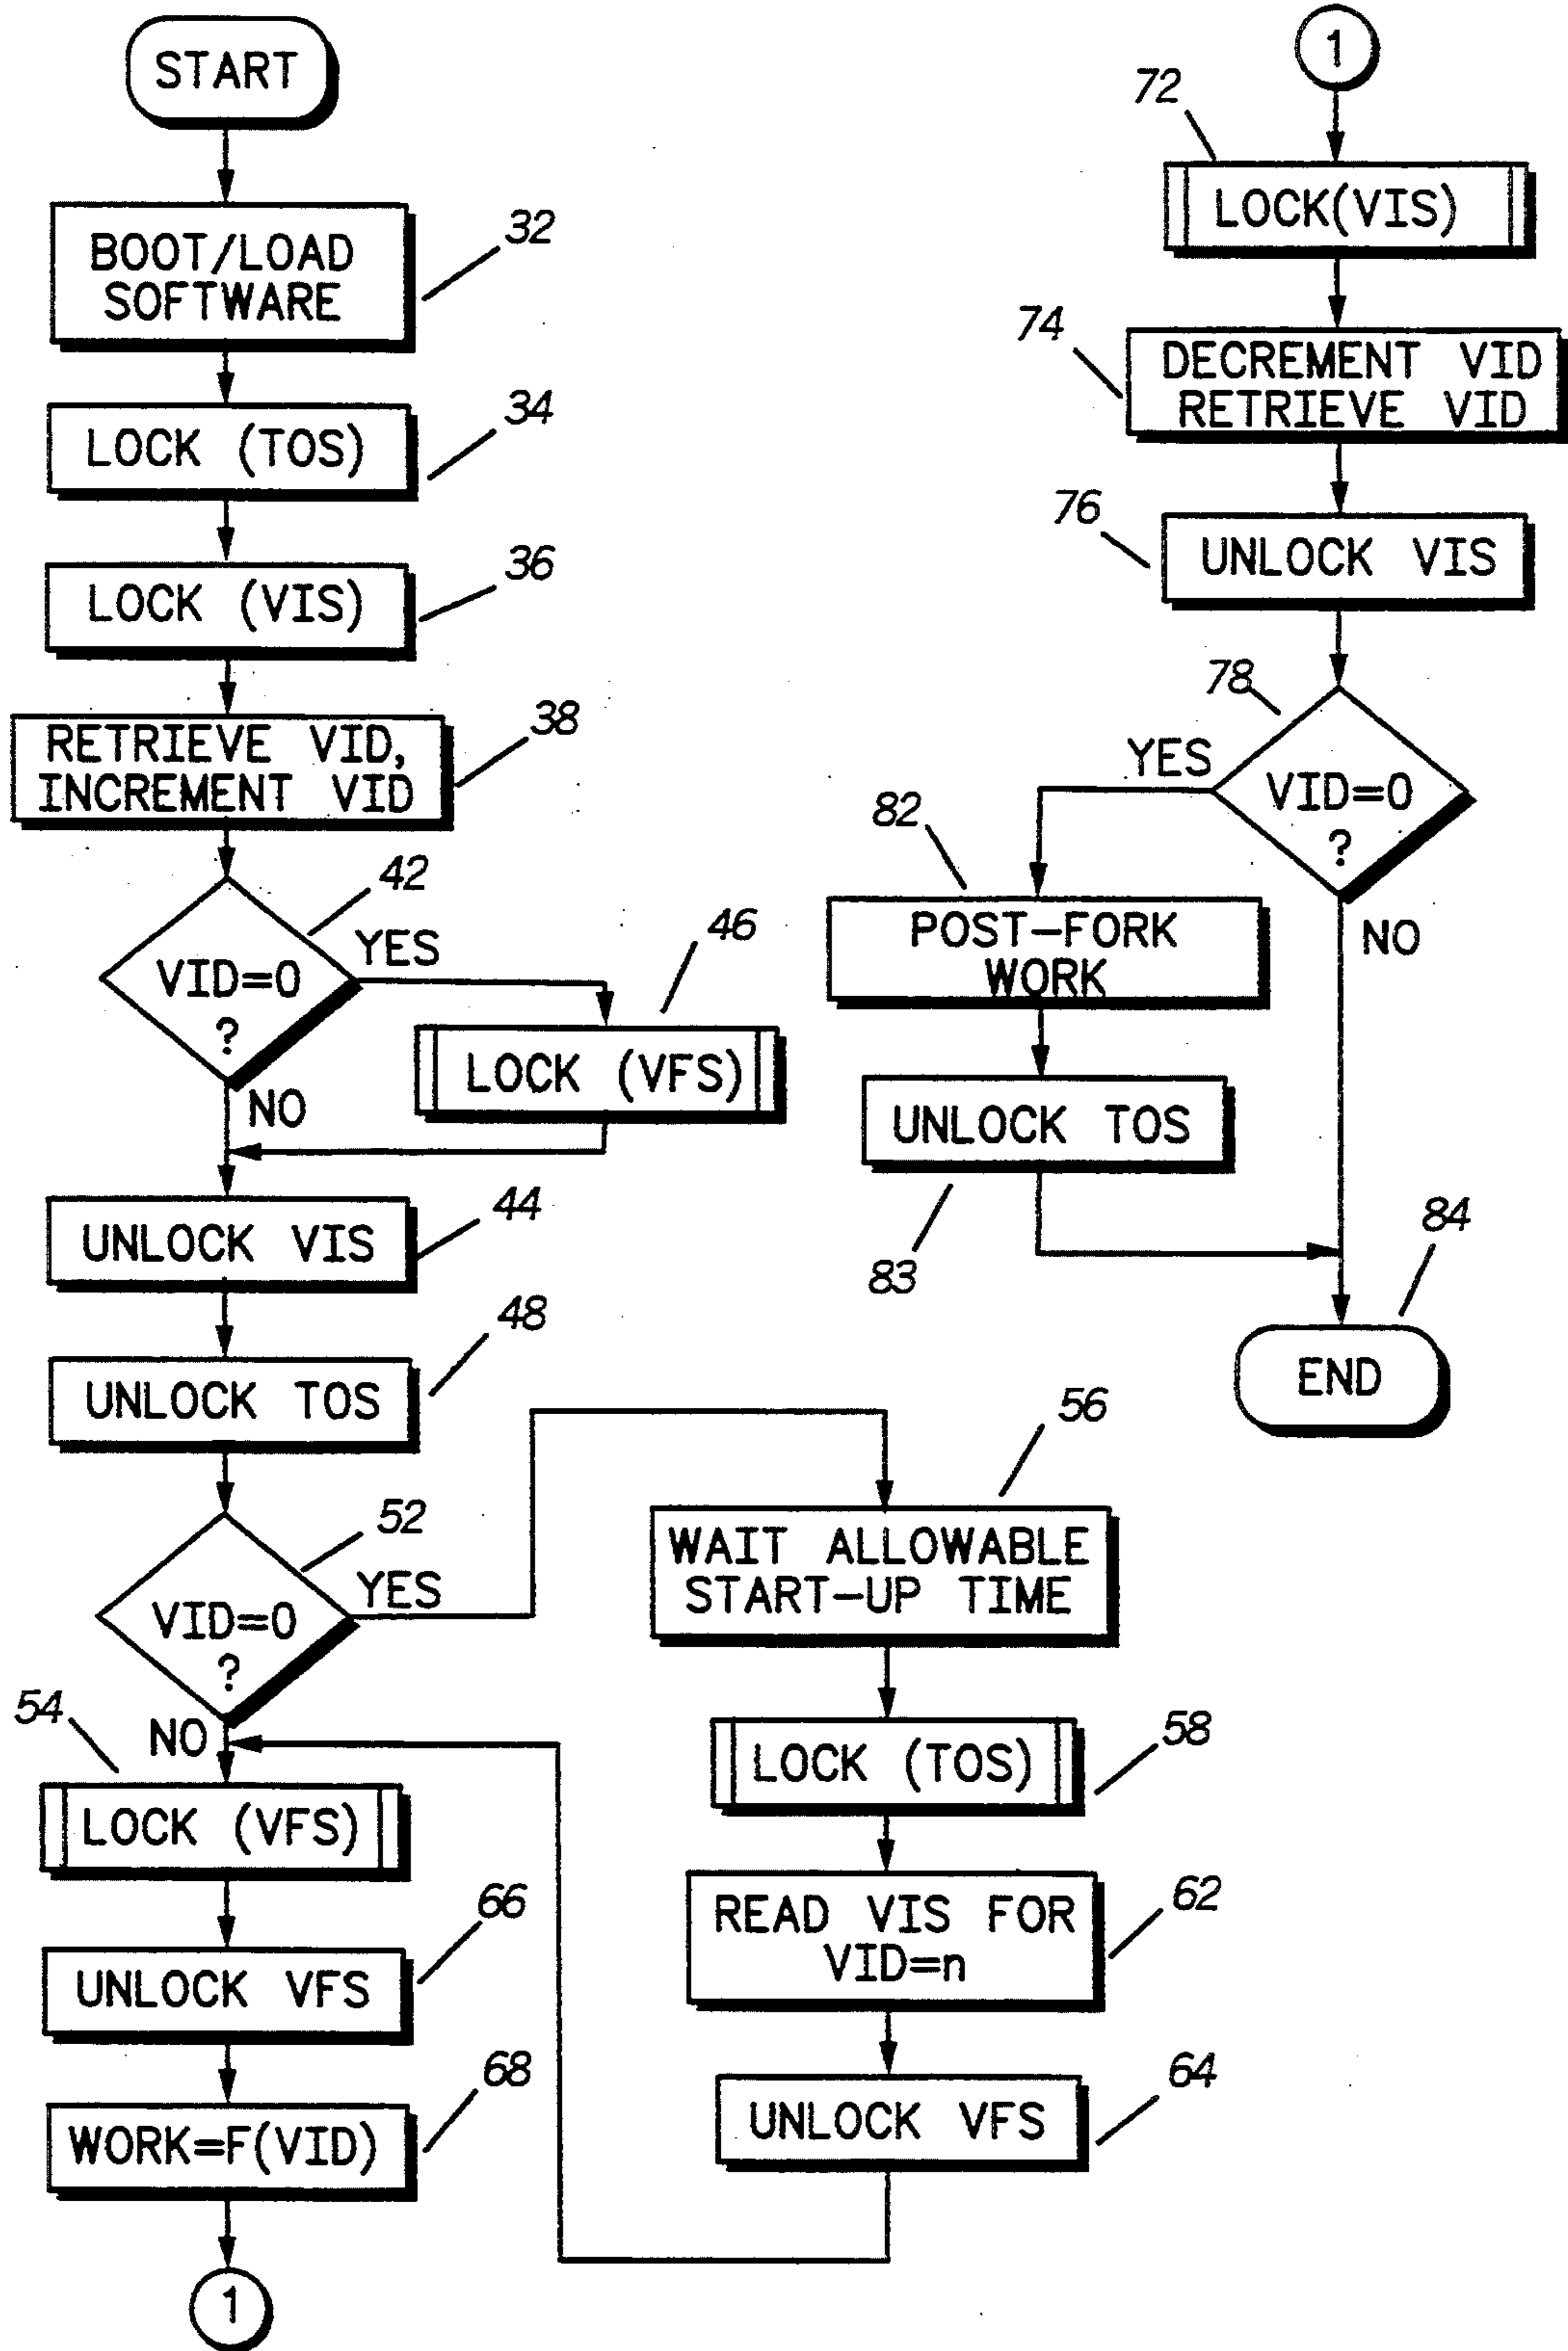 START
BOOT/LOAD
SOFTWARE
32
LOCK (TOS)
34
LOCK (VIS)
36
RETRIEVE VID,
INCREMENT VID
38
VID=0
?
42
YES
NO
LOCK (VFS)
46
UNLOCK VIS
44
UNLOCK TOS
48
VID=0
?
52
YES
NO
54
LOCK (VFS)
UNLOCK VFS
66
WORK=F(VID)
68
1
WAIT ALLOWABLE
START-UP TIME
56
LOCK (TOS)
58
READ VIS FOR
VID=n
62
UNLOCK VFS
64
1
72
LOCK(VIS)
74
DECREMENT VID
RETRIEVE VID
76
UNLOCK VIS
78
VID=0
?
YES
NO
82
POST-FORK
WORK
UNLOCK TOS
83
84
END